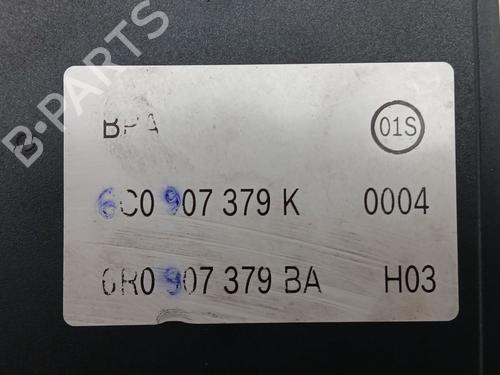 B-PARTS
BPA 01S
6C0 907 379 K 0004
6R0 907 379 BA H03